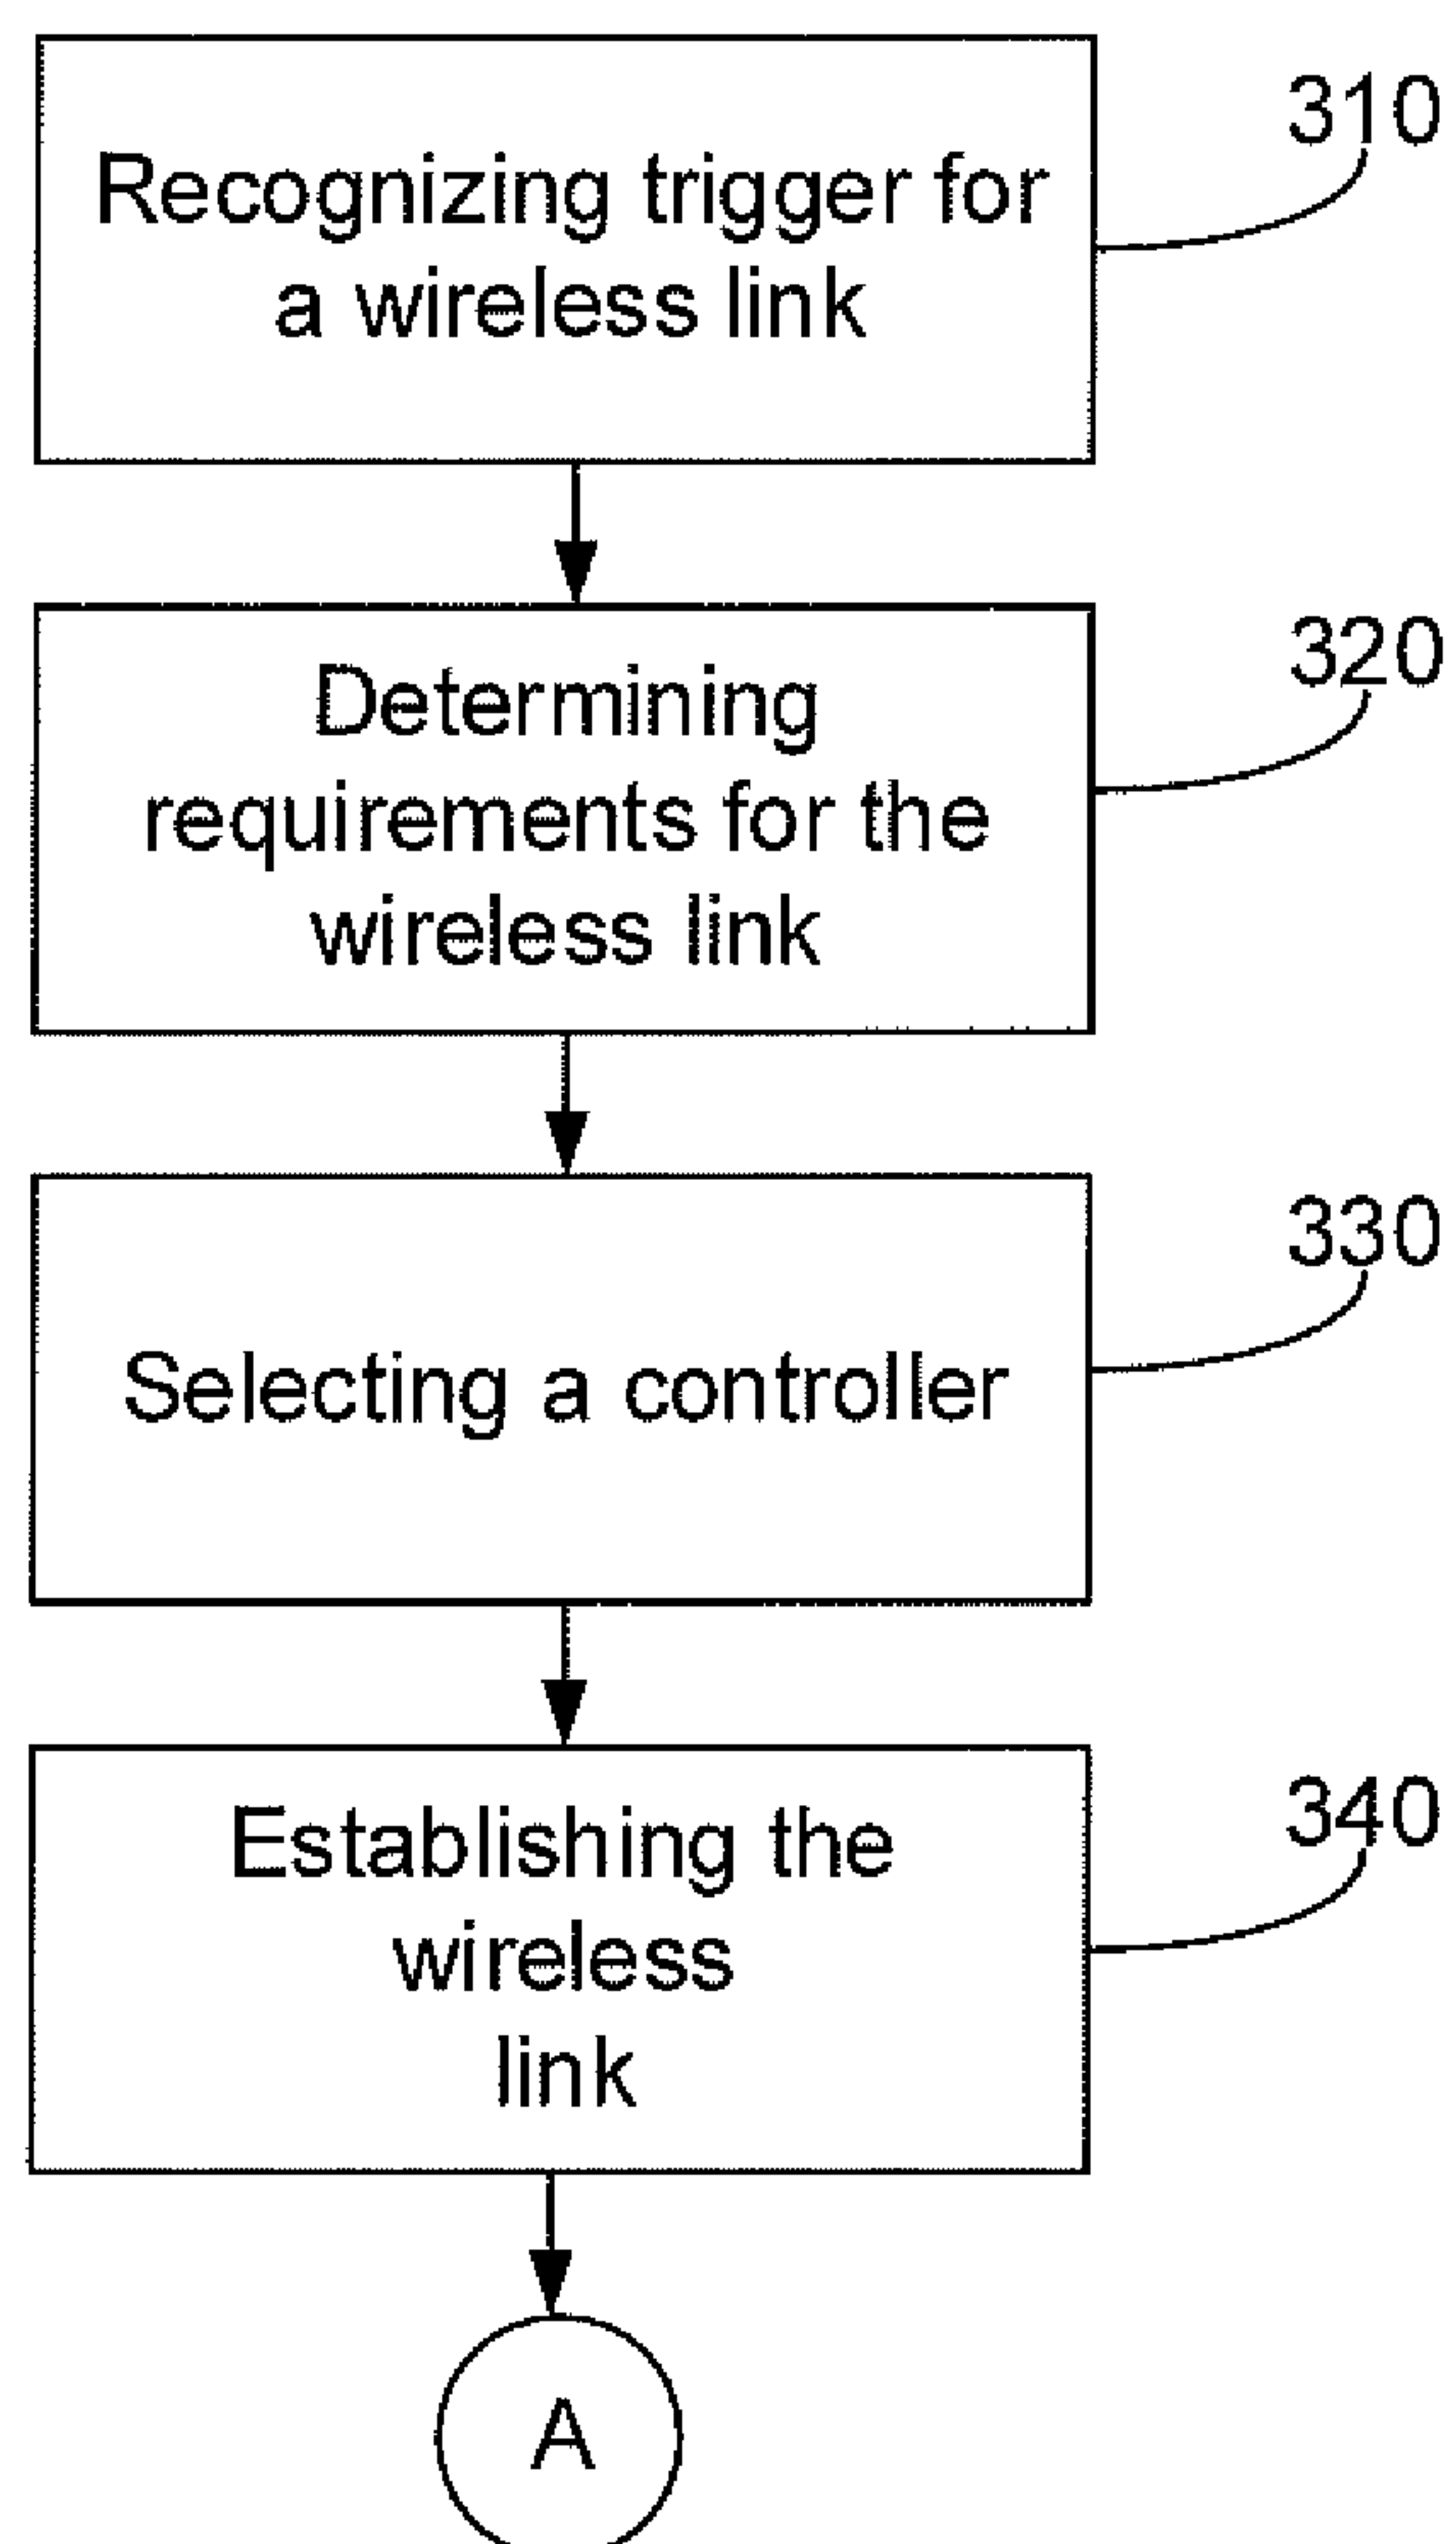 310
Recognizing trigger for
a wireless link
320
Determining
requirements for the
wireless link
330
Selecting a controller
340
Establishing the
wireless
link
A